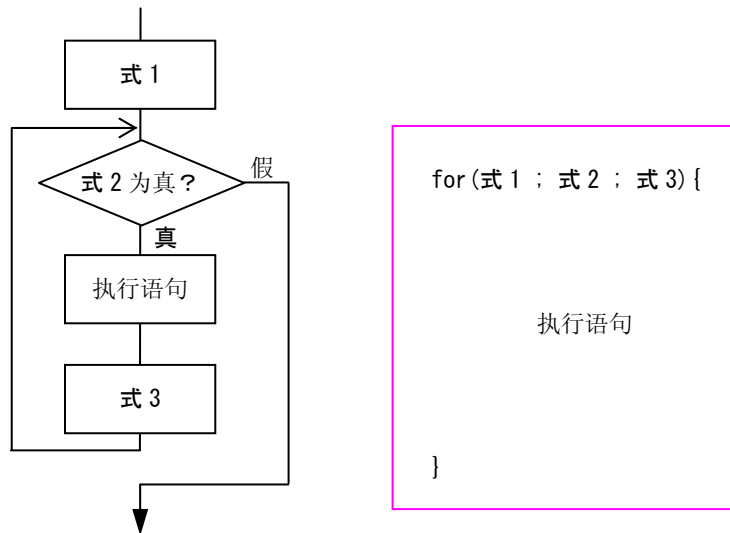 式 1
式 2 为真？
假
真
执行语句
式 3
for(式 1 ; 式 2 ; 式 3){
执行语句
}